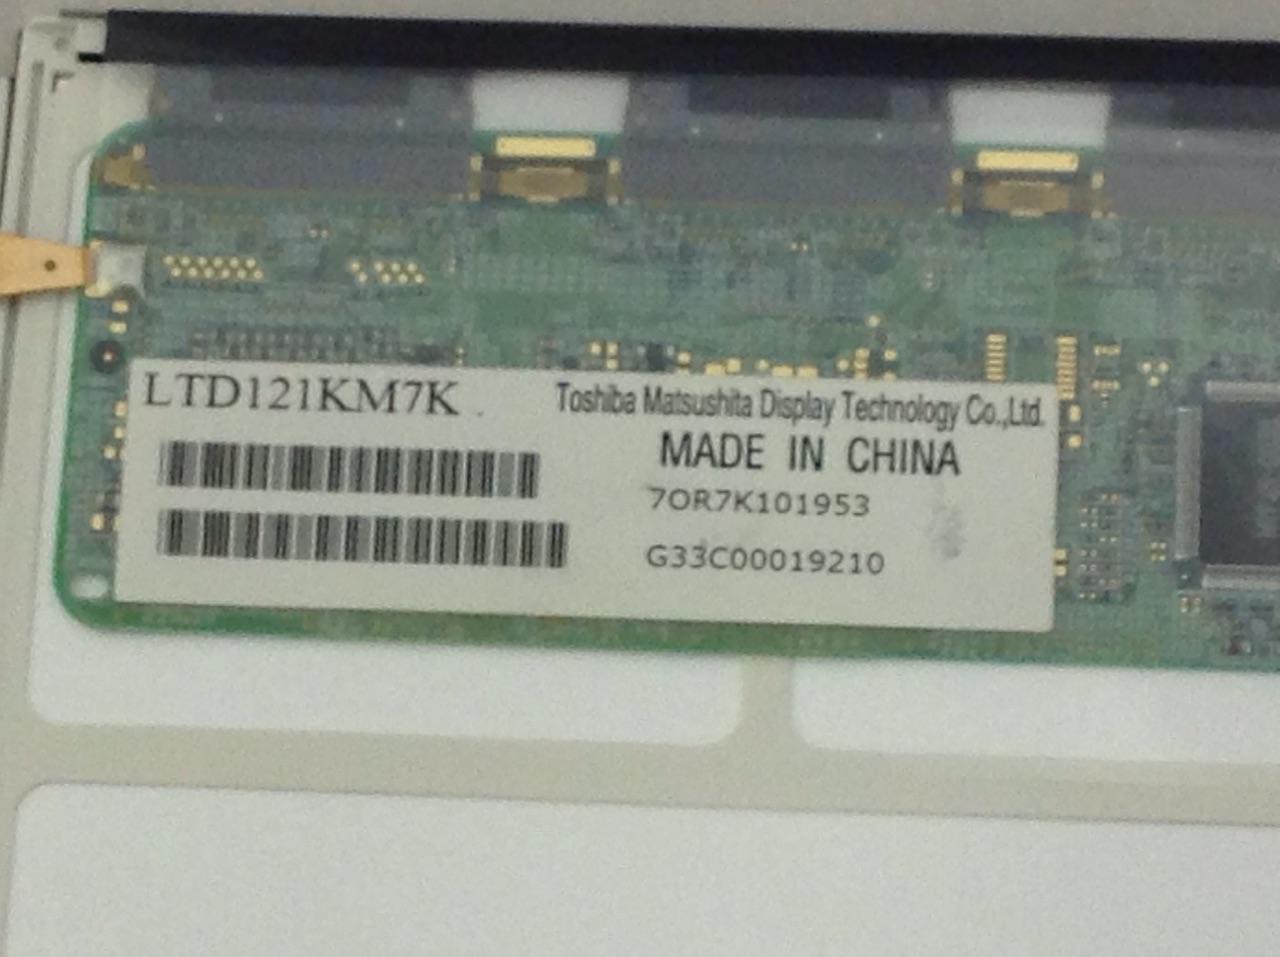 LTD121KM7K
Toshiba Matsushita Display Technology Co.,Ltd.
MADE IN CHINA
7OR7K101953
G33C00019210